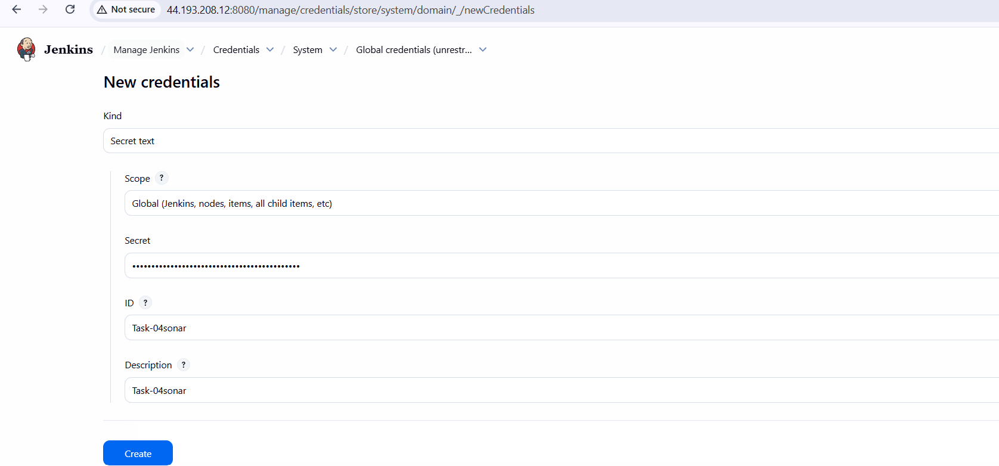 Not secure 44.193.208.12:8080/manage/credentials/store/system/domain/_/newCredentials
Jenkins / Manage Jenkins / Credentials / System / Global credentials (unrestr...
New credentials
Kind
Secret text
Scope ?
Global (Jenkins, nodes, items, all child items, etc)
Secret
••••••••••••••••••••••••••••••••••••••••••••
ID ?
Task-04sonar
Description ?
Task-04sonar
Create